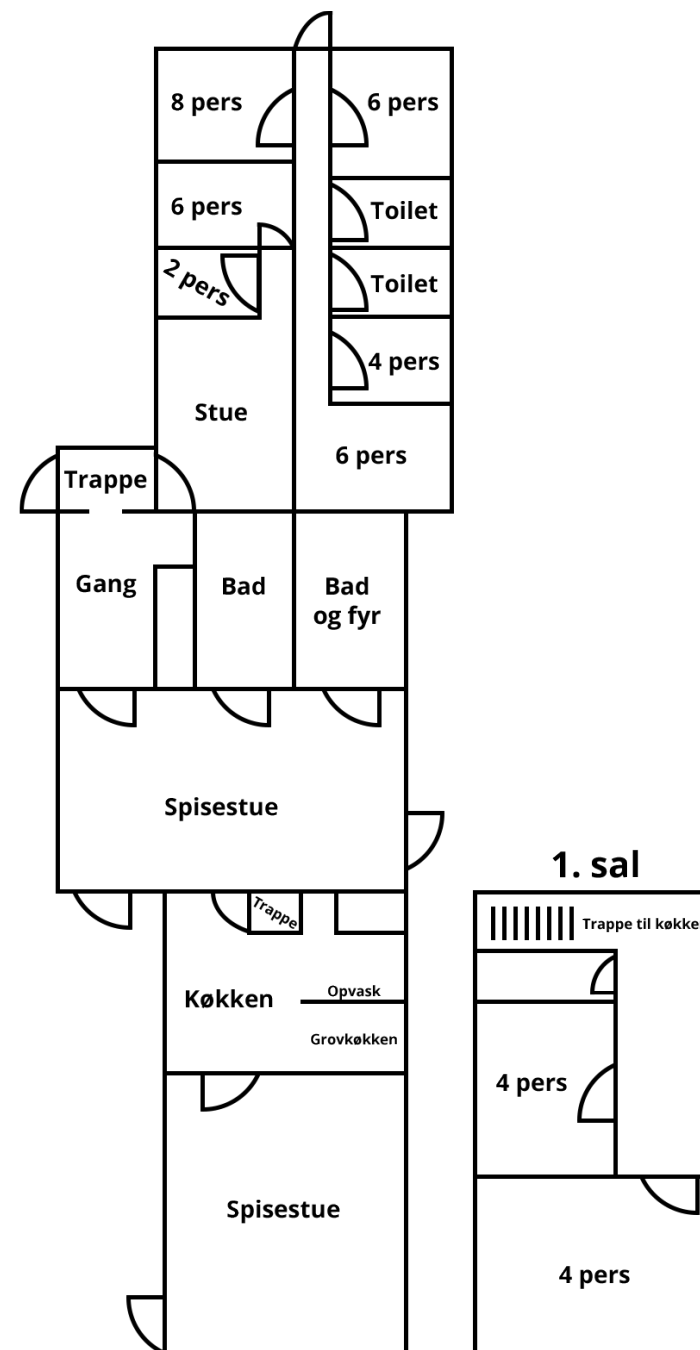 8 pers
6 pers
6 pers
Toilet
2 pers
Toilet
4 pers
Stue
6 pers
Trappe
Gang
Bad
Bad
og fyr
Spisestue
Trappe
Køkken
Opvask
Grovkøkken
Spisestue
1. sal
Trappe til køkke
4 pers
4 pers